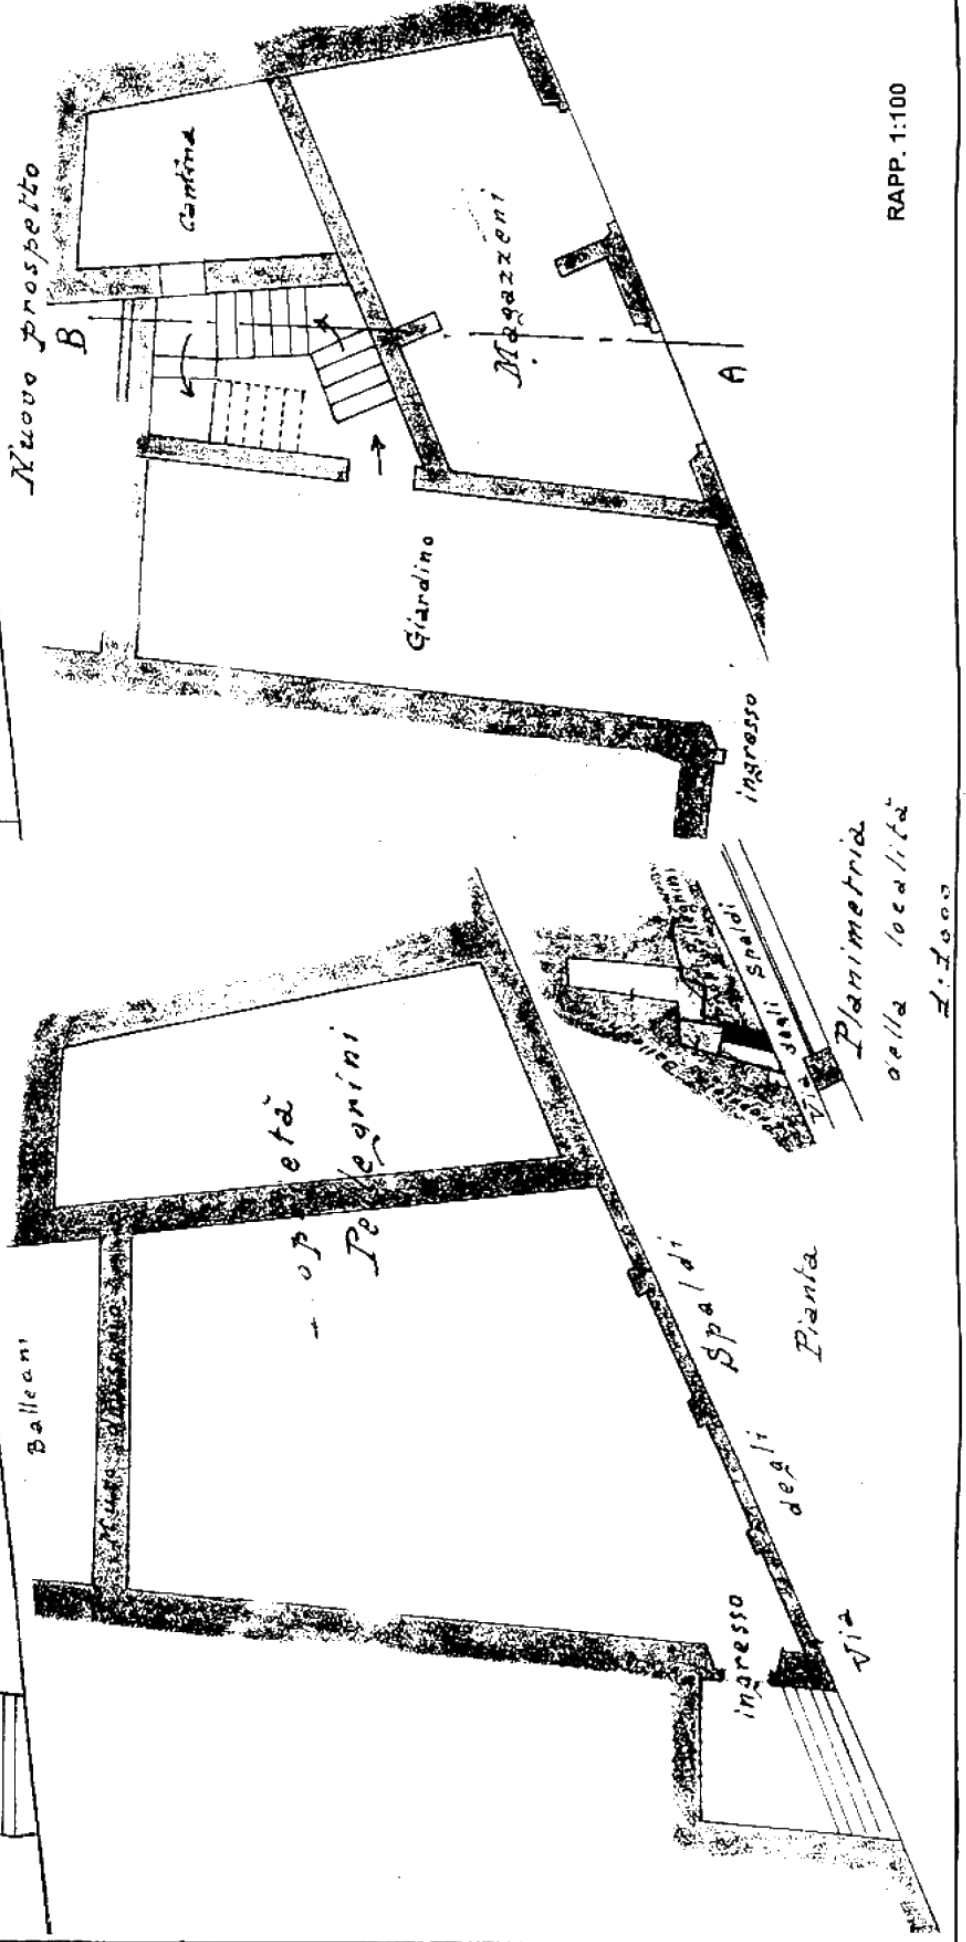 Nuovo prospetto
B
Cantina
Magazzeni
A
Giardino
ingresso
RAPP. 1:100
Balleani
Muro divisorio
Pellegrini
ingresso
Via degli Spaldi
Pianta
Via degli Spaldi
Planimetria
della località
1:1000